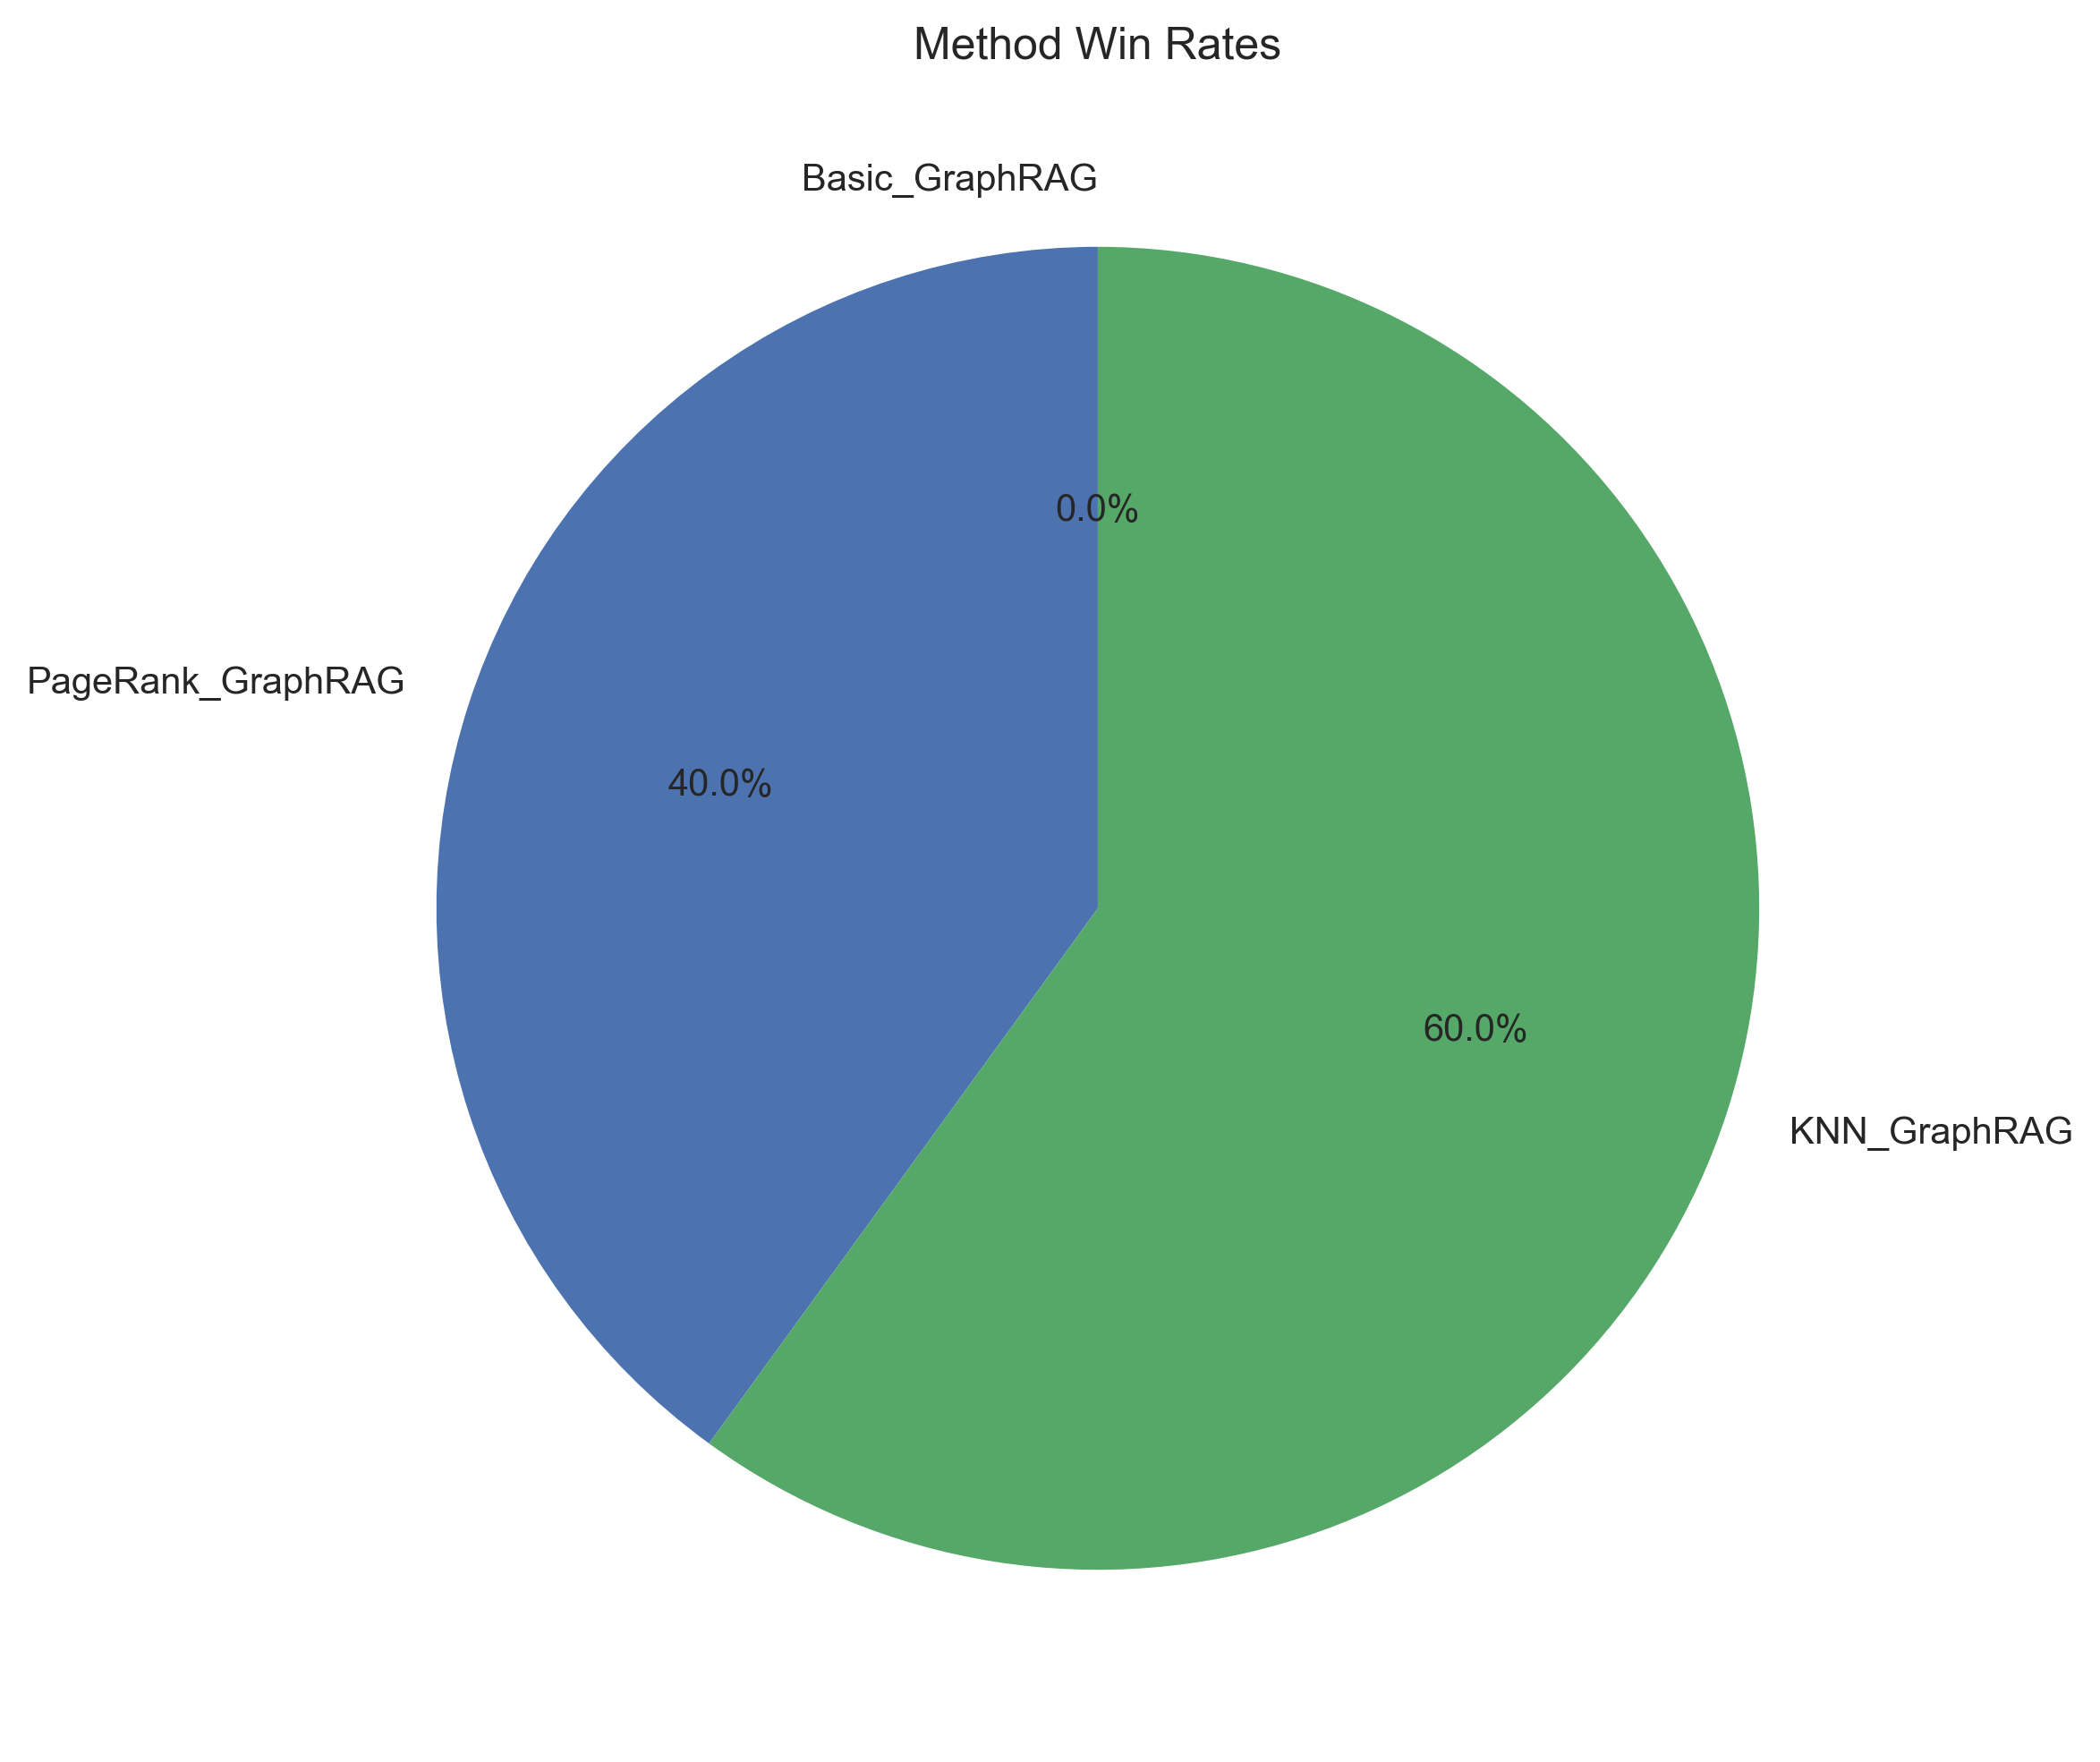 Method Win Rates
Basic_GraphRAG
0.0%
PageRank_GraphRAG
40.0%
60.0%
KNN_GraphRAG